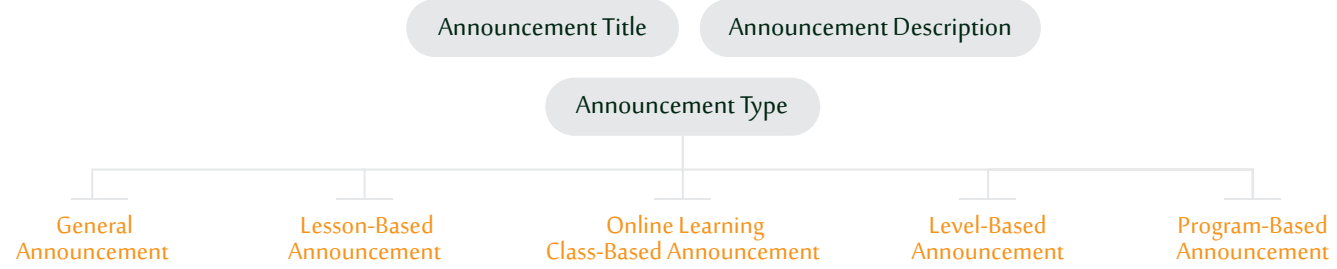 Announcement Title
Announcement Description
Announcement Type
General
Announcement
Lesson-Based
Announcement
Online Learning
Class-Based Announcement
Level-Based
Announcement
Program-Based
Announcement